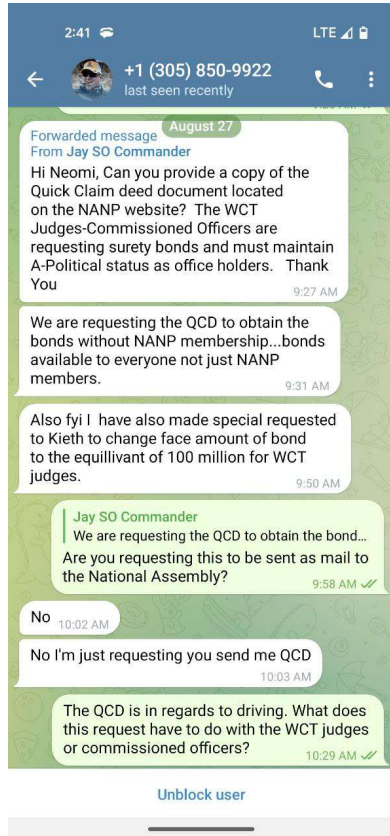 2:41
LTE
+1 (305) 850-9922
last seen recently
August 27
Forwarded message
From Jay SO Commander
Hi Neomi, Can you provide a copy of the
Quick Claim deed document located
on the NANP website? The WCT
Judges-Commissioned Officers are
requesting surety bonds and must maintain
A-Political status as office holders. Thank
You
9:27 AM
We are requesting the QCD to obtain the
bonds without NANP membership...bonds
available to everyone not just NANP
members.
9:31 AM
Also fyi I have also made special requested
to Kieth to change face amount of bond
to the equillivant of 100 million for WCT
judges.
9:50 AM
Jay SO Commander
We are requesting the QCD to obtain the bond...
Are you requesting this to be sent as mail to
the National Assembly?
9:58 AM
No
10:02 AM
No I'm just requesting you send me QCD
10:03 AM
The QCD is in regards to driving. What does
this request have to do with the WCT judges
or commissioned officers?
10:29 AM
Unblock user